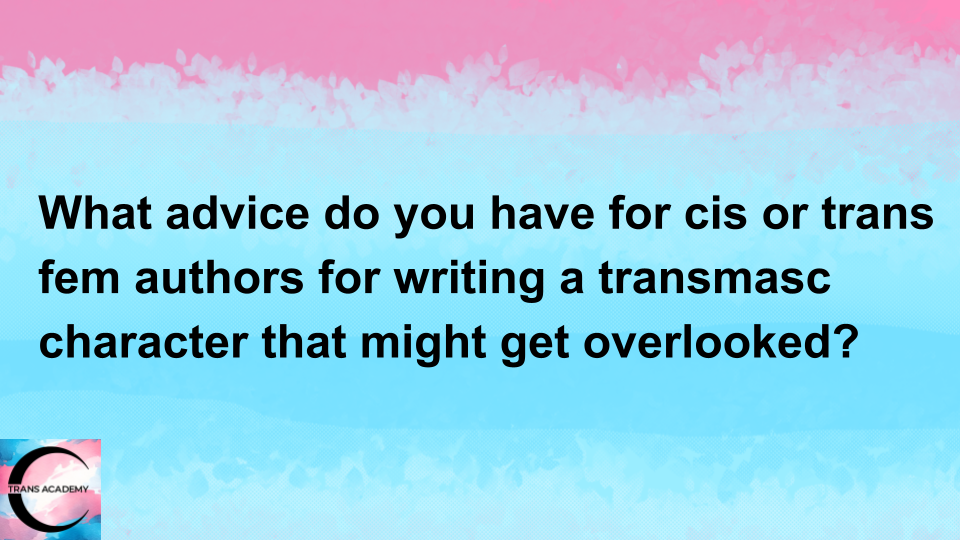 What advice do you have for cis or trans
fem authors for writing a transmasc
character that might get overlooked?
TRANS ACADEMY